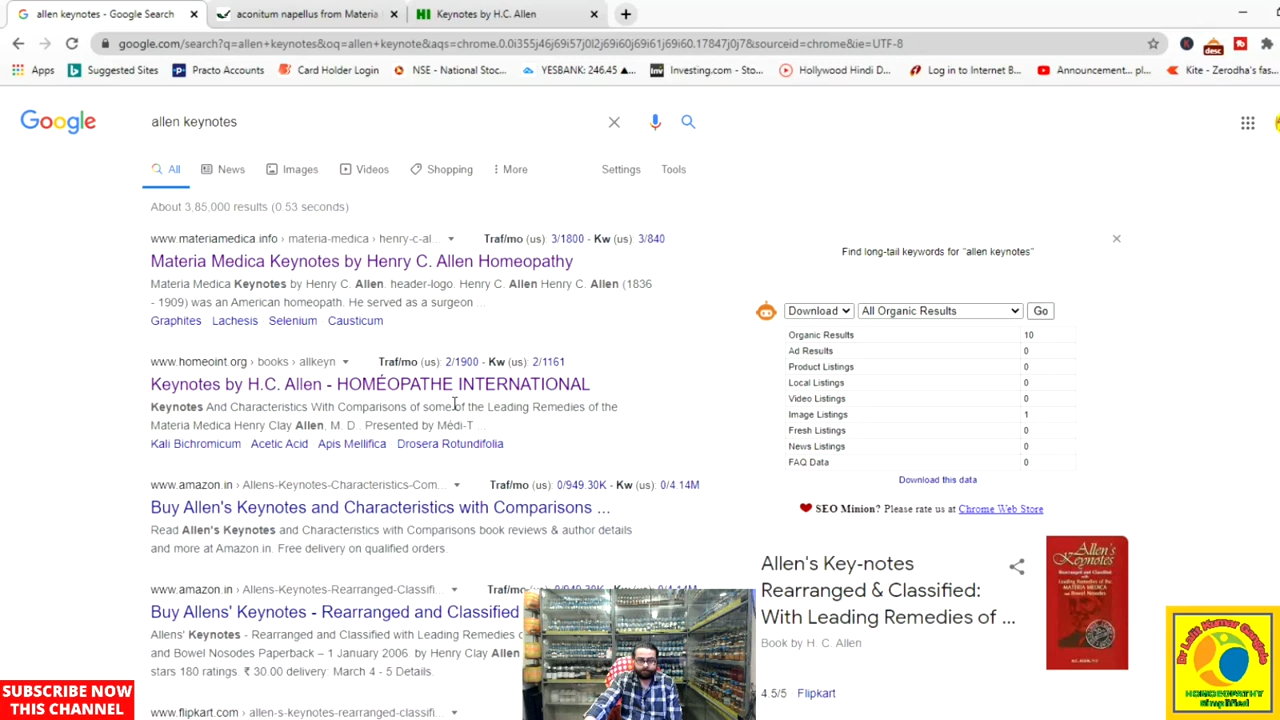 allen keynotes - Google Search
aconitum napellus from Materia
Keynotes by H.C. Allen
google.com/search?q=allen+keynotes&oq=allen+keynote&aqs=chrome.0.0i355j46j69i57j0l2j69i60j69i61j69i60.17847j0j7&sourceid=chrome&ie=UTF-8
Apps Suggested Sites Practo Accounts Card Holder Login NSE - National Stoc... YESBANK: 246.45 ▲... Investing.com - Sto... Hollywood Hindi D... Log in to Internet B... Announcement... pl... Kite - Zerodha's fas...
Google allen keynotes
All News Images Videos Shopping More Settings Tools
About 3,85,000 results (0.53 seconds)
www.materiamedica.info › materia-medica › henry-c-al... Traf/mo (us): 3/1800 - Kw (us): 3/840
Materia Medica Keynotes by Henry C. Allen Homeopathy
Materia Medica Keynotes by Henry C. Allen. header-logo. Henry C. Allen Henry C. Allen (1836
- 1909) was an American homeopath. He served as a surgeon ...
Graphites Lachesis Selenium Causticum
www.homeoint.org › books › allkeyn Traf/mo (us): 2/1900 - Kw (us): 2/1161
Keynotes by H.C. Allen - HOMÉOPATHE INTERNATIONAL
Keynotes And Characteristics With Comparisons of some of the Leading Remedies of the
Materia Medica Henry Clay Allen, M. D.. Presented by Médi-T ...
Kali Bichromicum Acetic Acid Apis Mellifica Drosera Rotundifolia
www.amazon.in › Allens-Keynotes-Characteristics-Com... Traf/mo (us): 0/949.30K - Kw (us): 0/4.14M
Buy Allen's Keynotes and Characteristics with Comparisons ...
Read Allen's Keynotes and Characteristics with Comparisons book reviews & author details
and more at Amazon.in. Free delivery on qualified orders.
www.amazon.in › Allens-Keynotes-Rearranged-Classifi... Traf/mo (us): 0/949.30K - Kw (us): 0/4.14M
Buy Allens' Keynotes - Rearranged and Classified
Allens' Keynotes - Rearranged and Classified with Leading Remedies
and Bowel Nosodes Paperback – 1 January 2006. by Henry Clay Allen
stars 180 ratings. ₹ 30.00 delivery: March 4 - 5 Details.
www.flipkart.com › allen-s-keynotes-rearranged-classifi...
Find long-tail keywords for "allen keynotes"
Download All Organic Results Go
Organic Results 10
Ad Results 0
Product Listings 0
Local Listings 0
Video Listings 0
Image Listings 1
Fresh Listings 0
News Listings 0
FAQ Data 0
Download this data
SEO Minion? Please rate us at Chrome Web Store
Allen's Key-notes
Rearranged & Classified:
With Leading Remedies of ...
Book by H. C. Allen
4.5/5 Flipkart
Allen's
Keynotes
SUBSCRIBE NOW
THIS CHANNEL
HOMOEOPATHY
Simplified